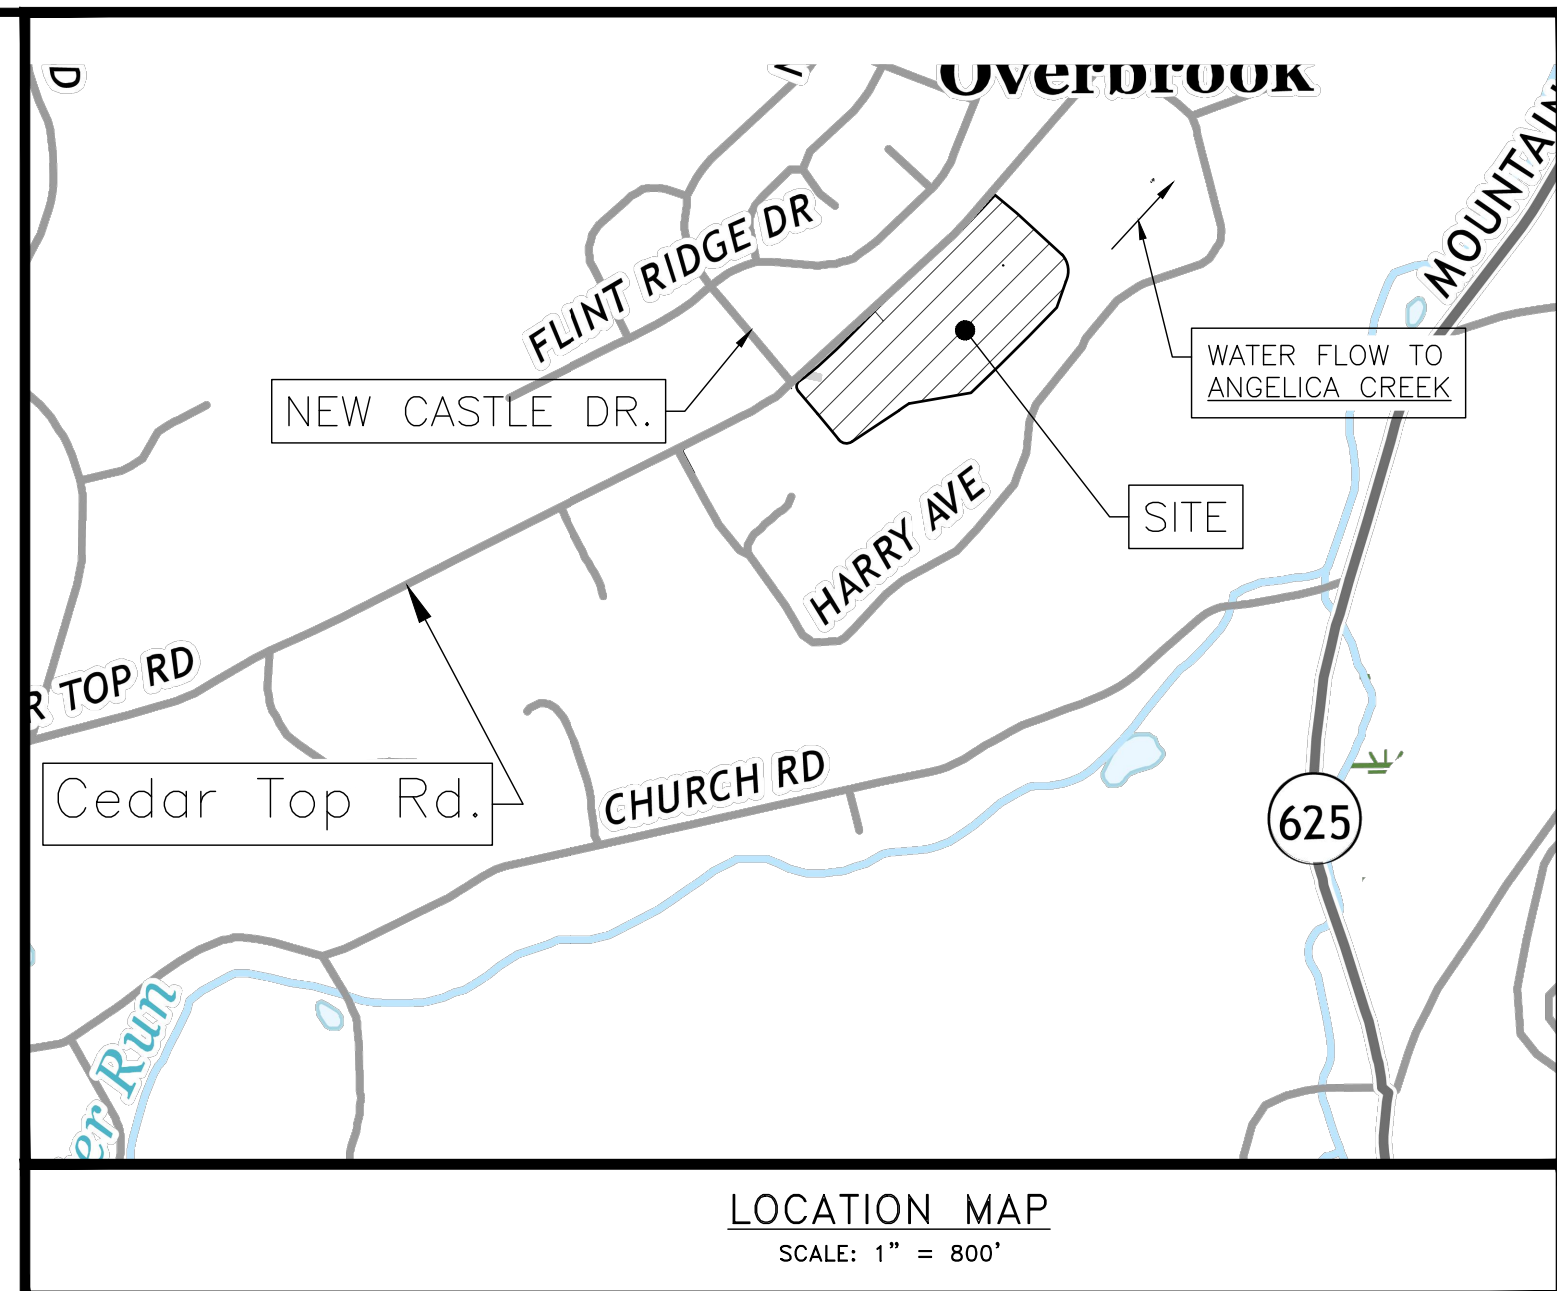 Overbrook
MOUNTAIN
FLINT RIDGE DR
WATER FLOW TO
ANGELICA CREEK
NEW CASTLE DR.
SITE
HARRY AVE
R TOP RD
Cedar Top Rd.
CHURCH RD
625
er Run
LOCATION MAP
SCALE: 1" = 800'